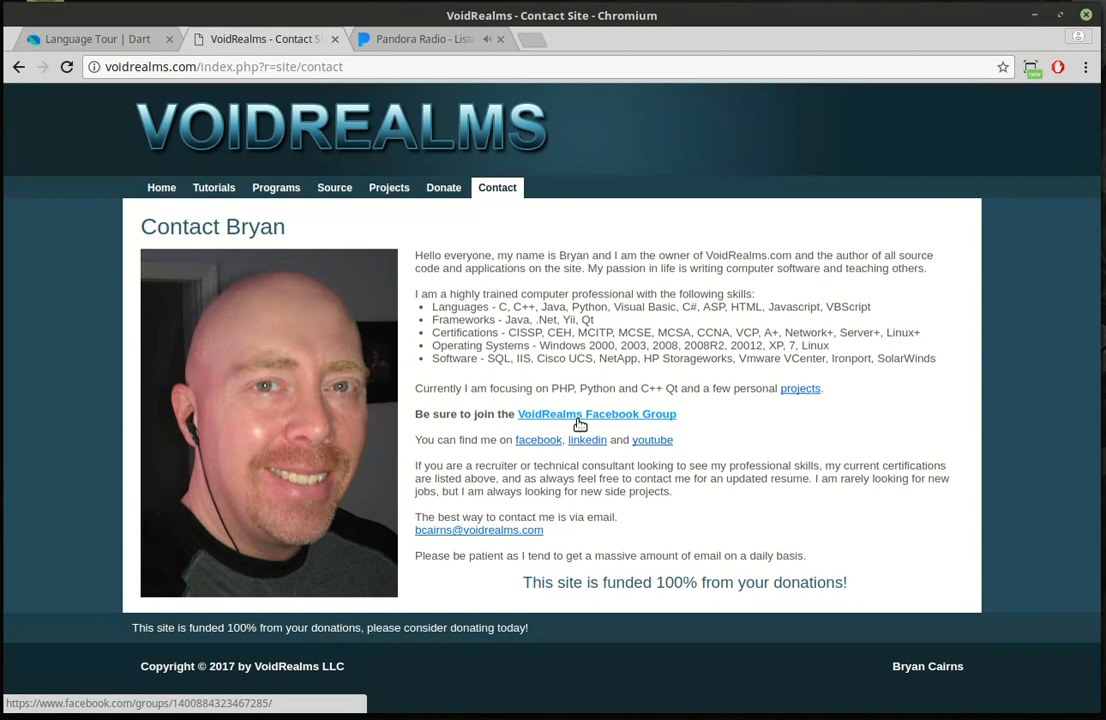 VoidRealms - Contact Site - Chromium
Language Tour | Dart
VoidRealms - Contact S
Pandora Radio - List
voidrealms.com/index.php?r=site/contact
new
VOIDREALMS
Home Tutorials Programs Source Projects Donate Contact
Contact Bryan
Hello everyone, my name is Bryan and I am the owner of VoidRealms.com and the author of all source
code and applications on the site. My passion in life is writing computer software and teaching others.
I am a highly trained computer professional with the following skills:
• Languages - C, C++, Java, Python, Visual Basic, C#, ASP, HTML, Javascript, VBScript
• Frameworks - Java, .Net, Yii, Qt
• Certifications - CISSP, CEH, MCITP, MCSE, MCSA, CCNA, VCP, A+, Network+, Server+, Linux+
• Operating Systems - Windows 2000, 2003, 2008, 2008R2, 20012, XP, 7, Linux
• Software - SQL, IIS, Cisco UCS, NetApp, HP Storageworks, Vmware VCenter, Ironport, SolarWinds
Currently I am focusing on PHP, Python and C++ Qt and a few personal projects.
Be sure to join the VoidRealms Facebook Group
You can find me on facebook, linkedin and youtube
If you are a recruiter or technical consultant looking to see my professional skills, my current certifications
are listed above, and as always feel free to contact me for an updated resume. I am rarely looking for new
jobs, but I am always looking for new side projects.
The best way to contact me is via email.
bcairns@voidrealms.com
Please be patient as I tend to get a massive amount of email on a daily basis.
This site is funded 100% from your donations!
This site is funded 100% from your donations, please consider donating today!
Copyright © 2017 by VoidRealms LLC
Bryan Cairns
https://www.facebook.com/groups/1400884323467285/